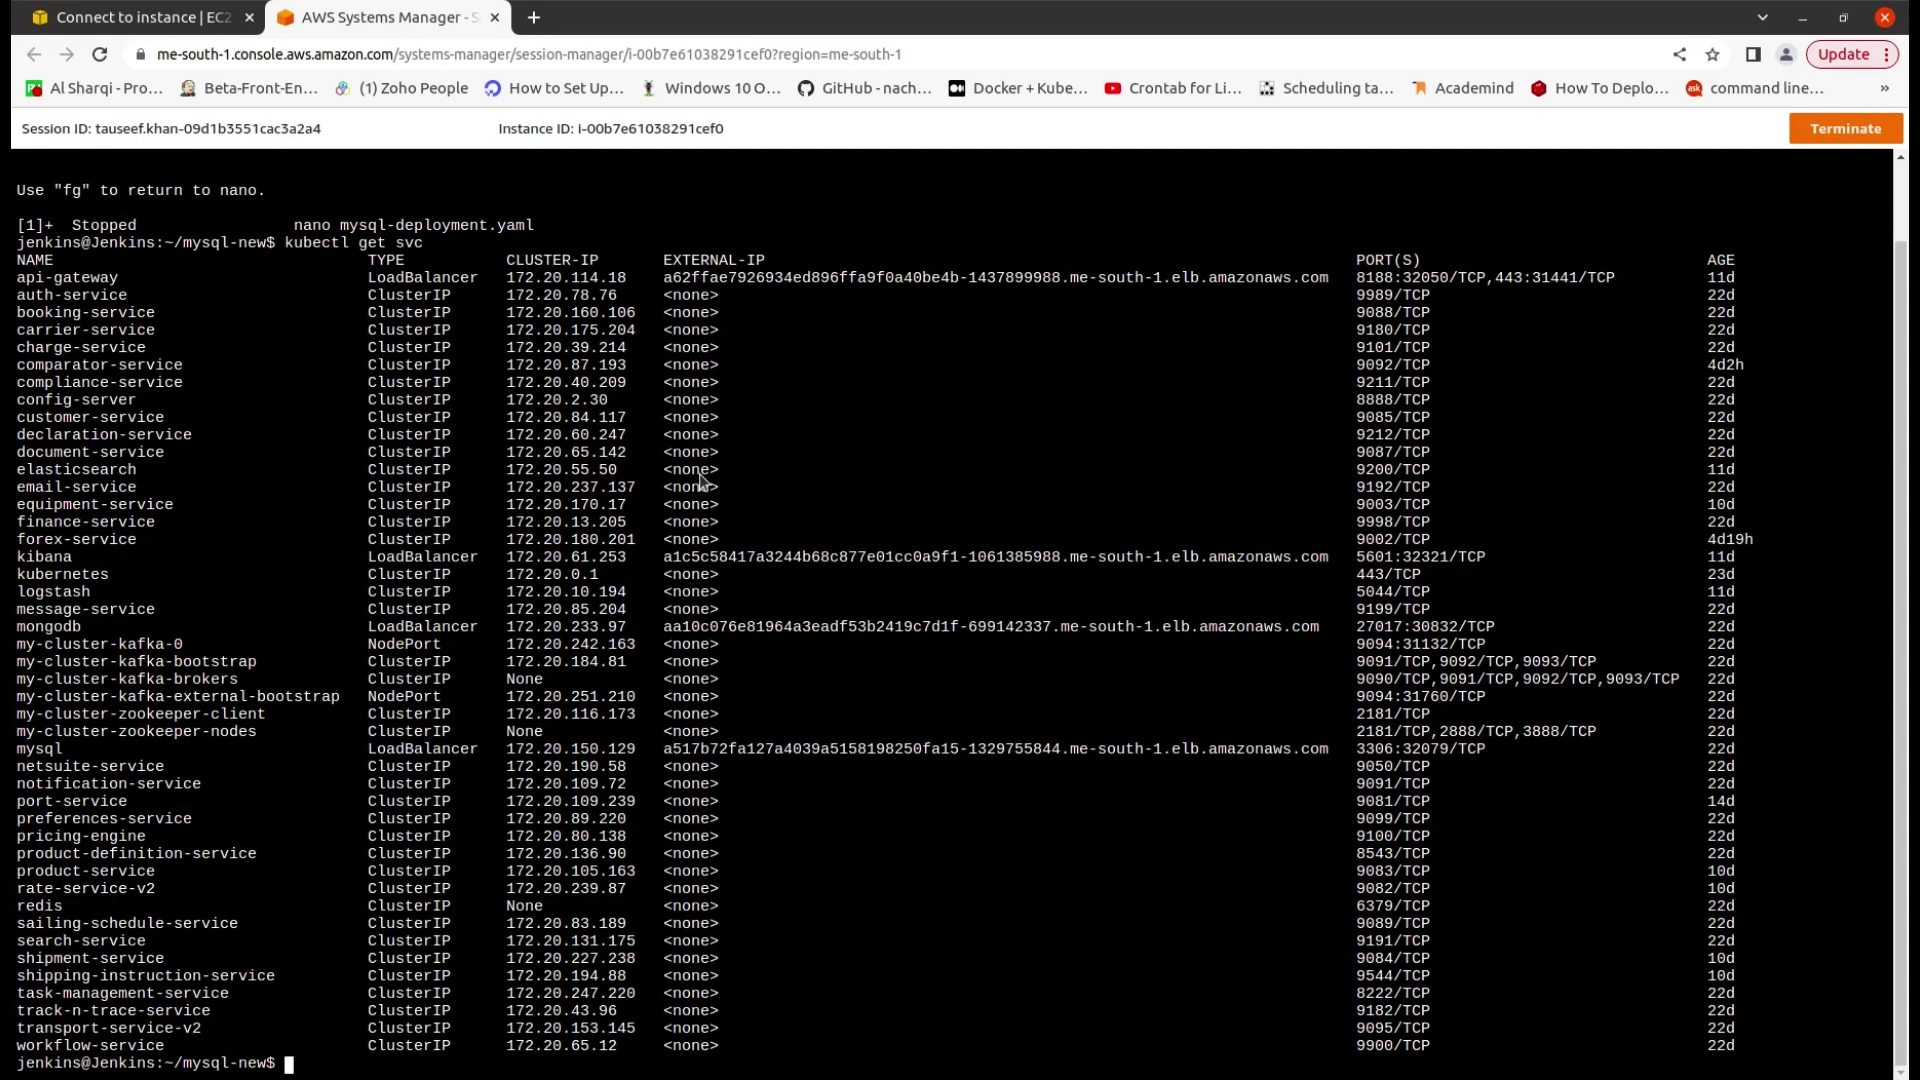 Connect to instance | EC2
AWS Systems Manager - S
me-south-1.console.aws.amazon.com/systems-manager/session-manager/i-00b7e61038291cef0?region=me-south-1
Update
Al Sharqi - Pro... Beta-Front-En... (1) Zoho People How to Set Up... Windows 10 O... GitHub - nach... Docker + Kube... Crontab for Li... Scheduling ta... Academind How To Deplo... command line... »
Session ID: tauseef.khan-09d1b3551cac3a2a4 Instance ID: i-00b7e61038291cef0 Terminate
Use "fg" to return to nano.
[1]+ Stopped nano mysql-deployment.yaml
jenkins@Jenkins:~/mysql-new$ kubectl get svc
NAME TYPE CLUSTER-IP EXTERNAL-IP PORT(S) AGE
api-gateway LoadBalancer 172.20.114.18 a62ffae7926934ed896ffa9f0a40be4b-1437899988.me-south-1.elb.amazonaws.com 8188:32050/TCP,443:31441/TCP 11d
auth-service ClusterIP 172.20.78.76 <none> 9989/TCP 22d
booking-service ClusterIP 172.20.160.106 <none> 9088/TCP 22d
carrier-service ClusterIP 172.20.175.204 <none> 9180/TCP 22d
charge-service ClusterIP 172.20.39.214 <none> 9101/TCP 22d
comparator-service ClusterIP 172.20.87.193 <none> 9092/TCP 4d2h
compliance-service ClusterIP 172.20.40.209 <none> 9211/TCP 22d
config-server ClusterIP 172.20.2.30 <none> 8888/TCP 22d
customer-service ClusterIP 172.20.84.117 <none> 9085/TCP 22d
declaration-service ClusterIP 172.20.60.247 <none> 9212/TCP 22d
document-service ClusterIP 172.20.65.142 <none> 9087/TCP 22d
elasticsearch ClusterIP 172.20.55.50 <none> 9200/TCP 11d
email-service ClusterIP 172.20.237.137 <none> 9192/TCP 22d
equipment-service ClusterIP 172.20.170.17 <none> 9003/TCP 10d
finance-service ClusterIP 172.20.13.205 <none> 9998/TCP 22d
forex-service ClusterIP 172.20.180.201 <none> 9002/TCP 4d19h
kibana LoadBalancer 172.20.61.253 a1c5c58417a3244b68c877e01cc0a9f1-1061385988.me-south-1.elb.amazonaws.com 5601:32321/TCP 11d
kubernetes ClusterIP 172.20.0.1 <none> 443/TCP 23d
logstash ClusterIP 172.20.10.194 <none> 5044/TCP 11d
message-service ClusterIP 172.20.85.204 <none> 9199/TCP 22d
mongodb LoadBalancer 172.20.233.97 aa10c076e81964a3eadf53b2419c7d1f-699142337.me-south-1.elb.amazonaws.com 27017:30832/TCP 22d
my-cluster-kafka-0 NodePort 172.20.242.163 <none> 9094:31132/TCP 22d
my-cluster-kafka-bootstrap ClusterIP 172.20.184.81 <none> 9091/TCP,9092/TCP,9093/TCP 22d
my-cluster-kafka-brokers ClusterIP None <none> 9090/TCP,9091/TCP,9092/TCP,9093/TCP 22d
my-cluster-kafka-external-bootstrap NodePort 172.20.251.210 <none> 9094:31760/TCP 22d
my-cluster-zookeeper-client ClusterIP 172.20.116.173 <none> 2181/TCP 22d
my-cluster-zookeeper-nodes ClusterIP None <none> 2181/TCP,2888/TCP,3888/TCP 22d
mysql LoadBalancer 172.20.150.129 a517b72fa127a4039a5158198250fa15-1329755844.me-south-1.elb.amazonaws.com 3306:32079/TCP 22d
netsuite-service ClusterIP 172.20.190.58 <none> 9050/TCP 22d
notification-service ClusterIP 172.20.109.72 <none> 9091/TCP 22d
port-service ClusterIP 172.20.109.239 <none> 9081/TCP 14d
preferences-service ClusterIP 172.20.89.220 <none> 9099/TCP 22d
pricing-engine ClusterIP 172.20.80.138 <none> 9100/TCP 22d
product-definition-service ClusterIP 172.20.136.90 <none> 8543/TCP 22d
product-service ClusterIP 172.20.105.163 <none> 9083/TCP 10d
rate-service-v2 ClusterIP 172.20.239.87 <none> 9082/TCP 10d
redis ClusterIP None <none> 6379/TCP 22d
sailing-schedule-service ClusterIP 172.20.83.189 <none> 9089/TCP 22d
search-service ClusterIP 172.20.131.175 <none> 9191/TCP 22d
shipment-service ClusterIP 172.20.227.238 <none> 9084/TCP 10d
shipping-instruction-service ClusterIP 172.20.194.88 <none> 9544/TCP 10d
task-management-service ClusterIP 172.20.247.220 <none> 8222/TCP 22d
track-n-trace-service ClusterIP 172.20.43.96 <none> 9182/TCP 22d
transport-service-v2 ClusterIP 172.20.153.145 <none> 9095/TCP 22d
workflow-service ClusterIP 172.20.65.12 <none> 9900/TCP 22d
jenkins@Jenkins:~/mysql-new$